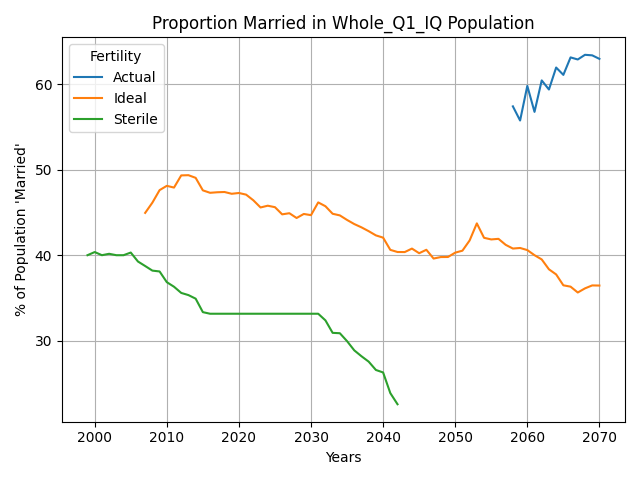 Proportion Married in Whole_Q1_IQ Population
Fertility
Actual
Ideal
Sterile
% of Population 'Married'
60
50
40
30
2000 2010 2020 2030 2040 2050 2060 2070
Years